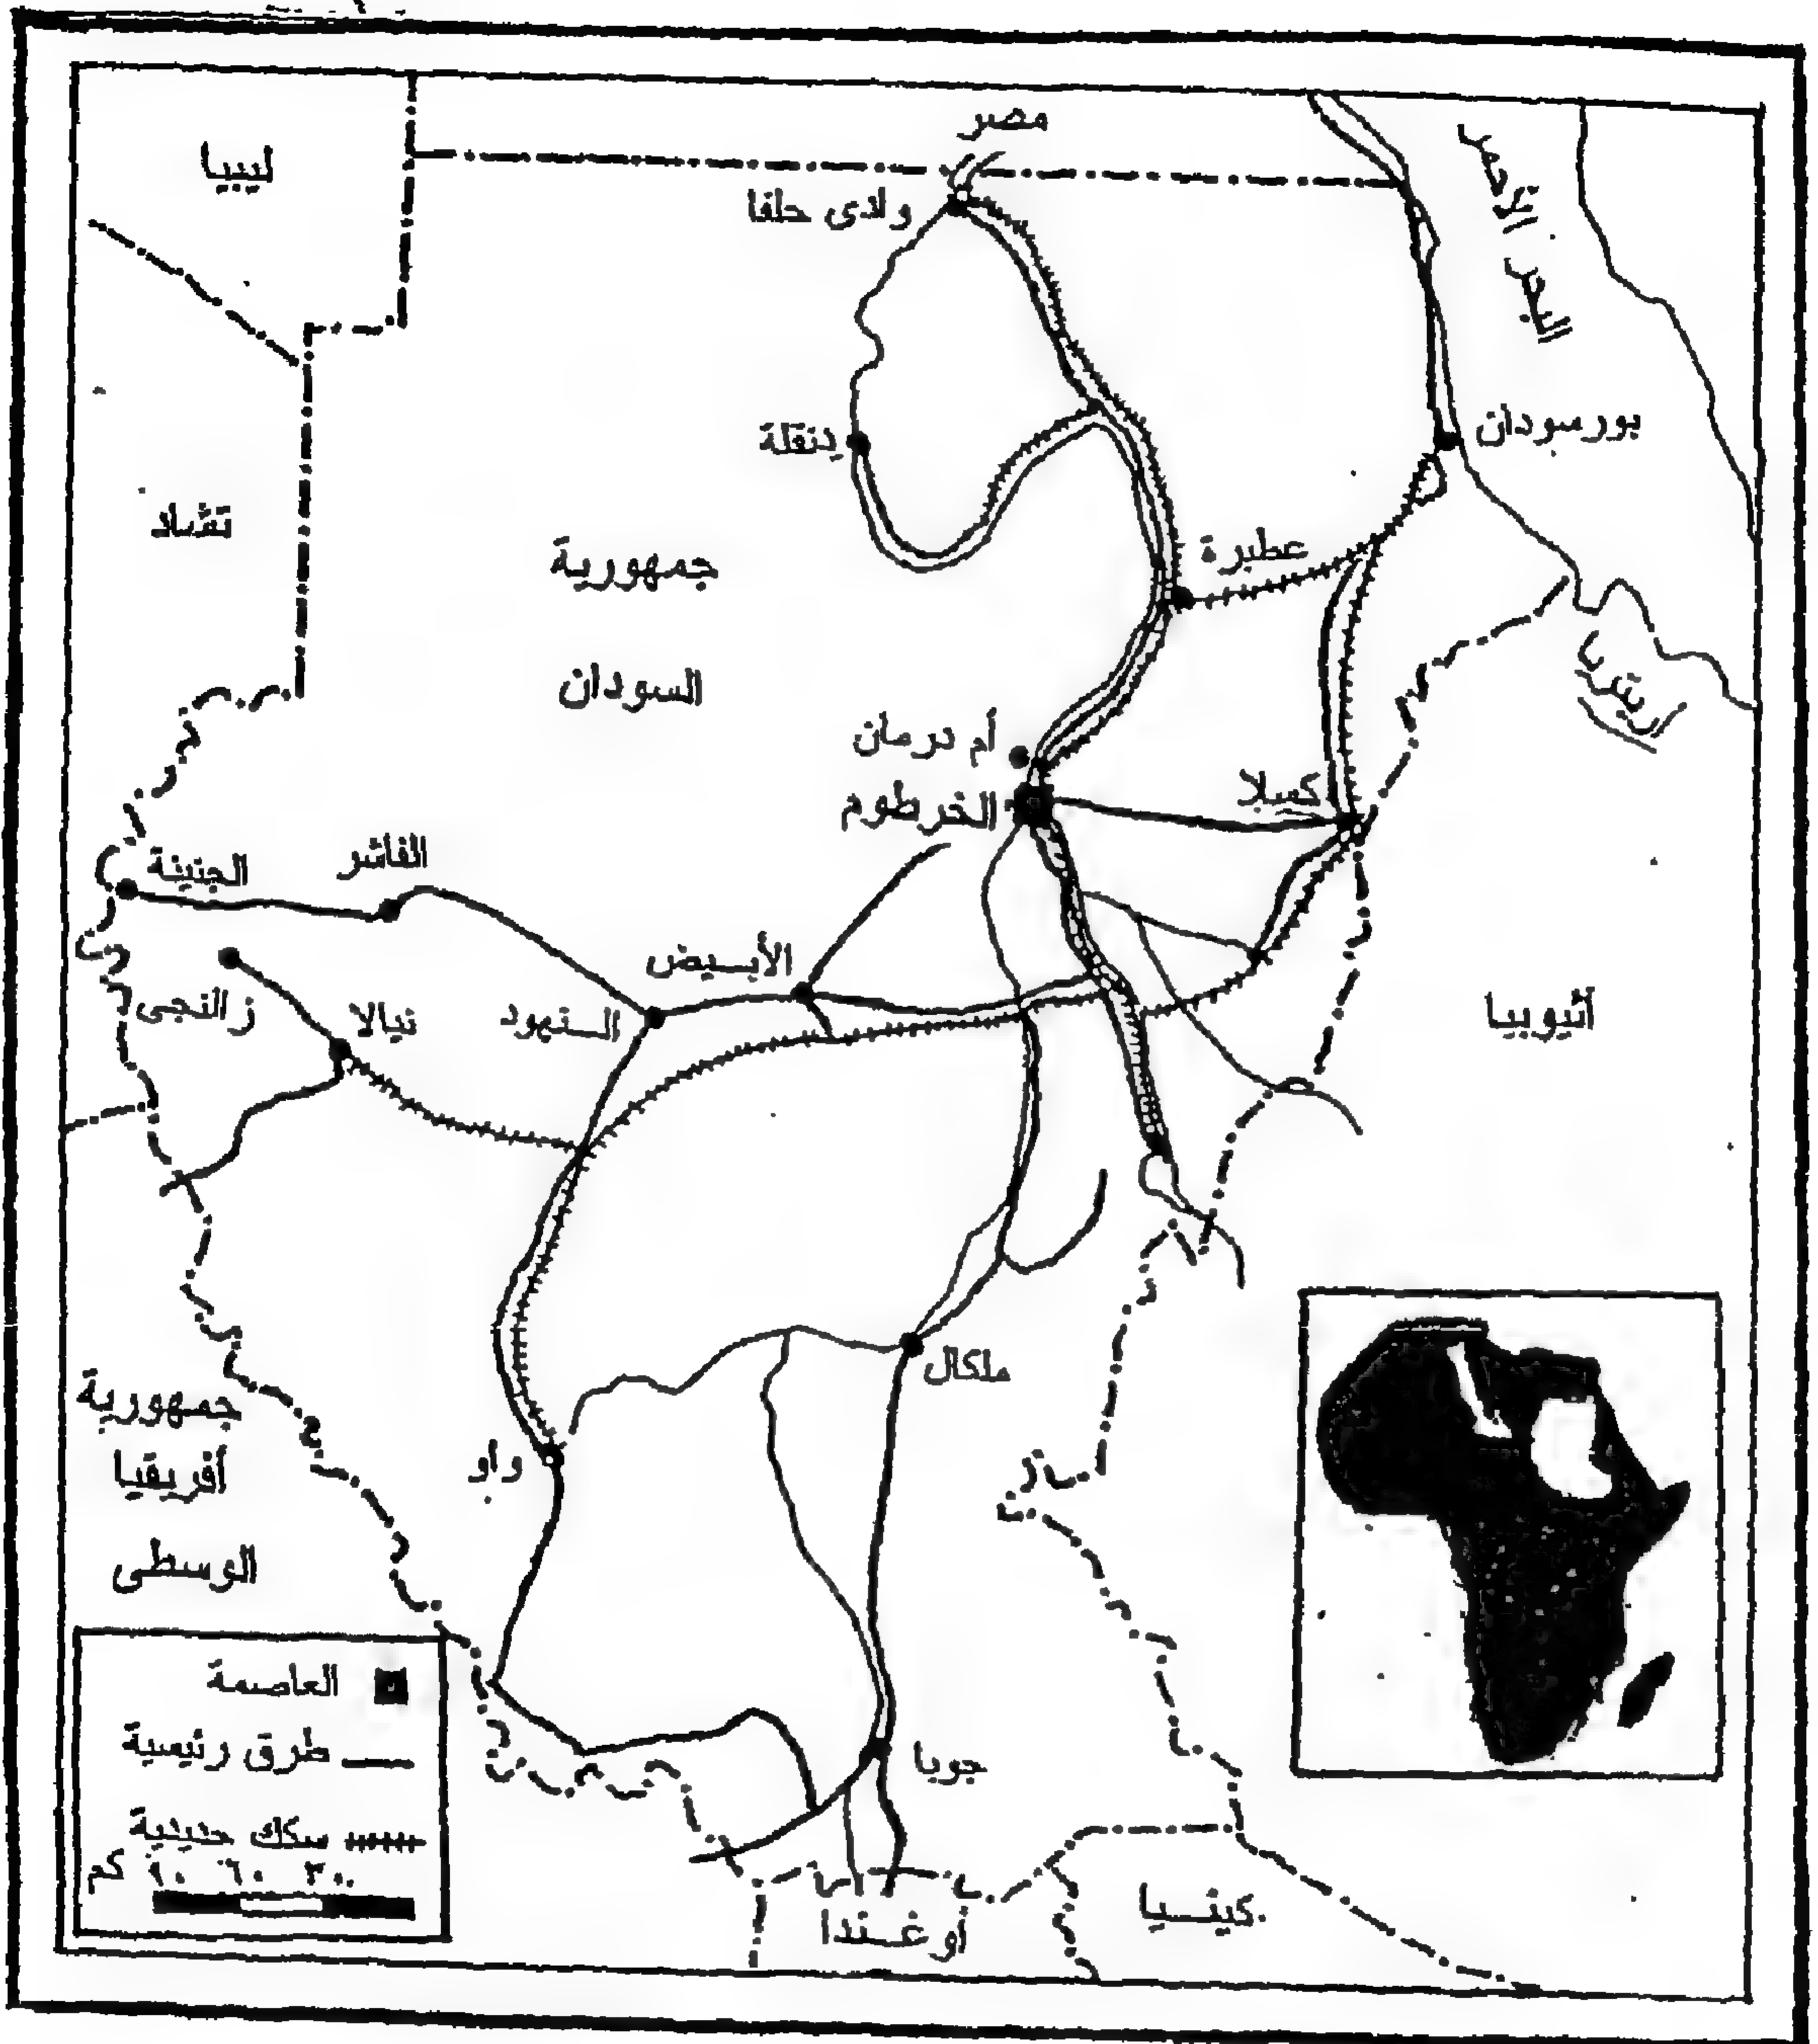 مصر
ليبيا
ولدى حلفا
البحر الأحمر
دنقلة
بورسودان
تشاد
عطبرة
جمهورية
السودان
اريتريا
أم درمان
الخرطوم
كسلا
الجنينة
الفاشر
الأبيض
النهود
نيالا
زالنجى
أثيوبيا
ملكال
واو
جمهورية
أفريقيا
الوسطى
جوبا
العاصمة
طرق رئيسية
سكك حديدية
٣٠ ٦٠ ٩٠ كم
أوغندا
كينيا